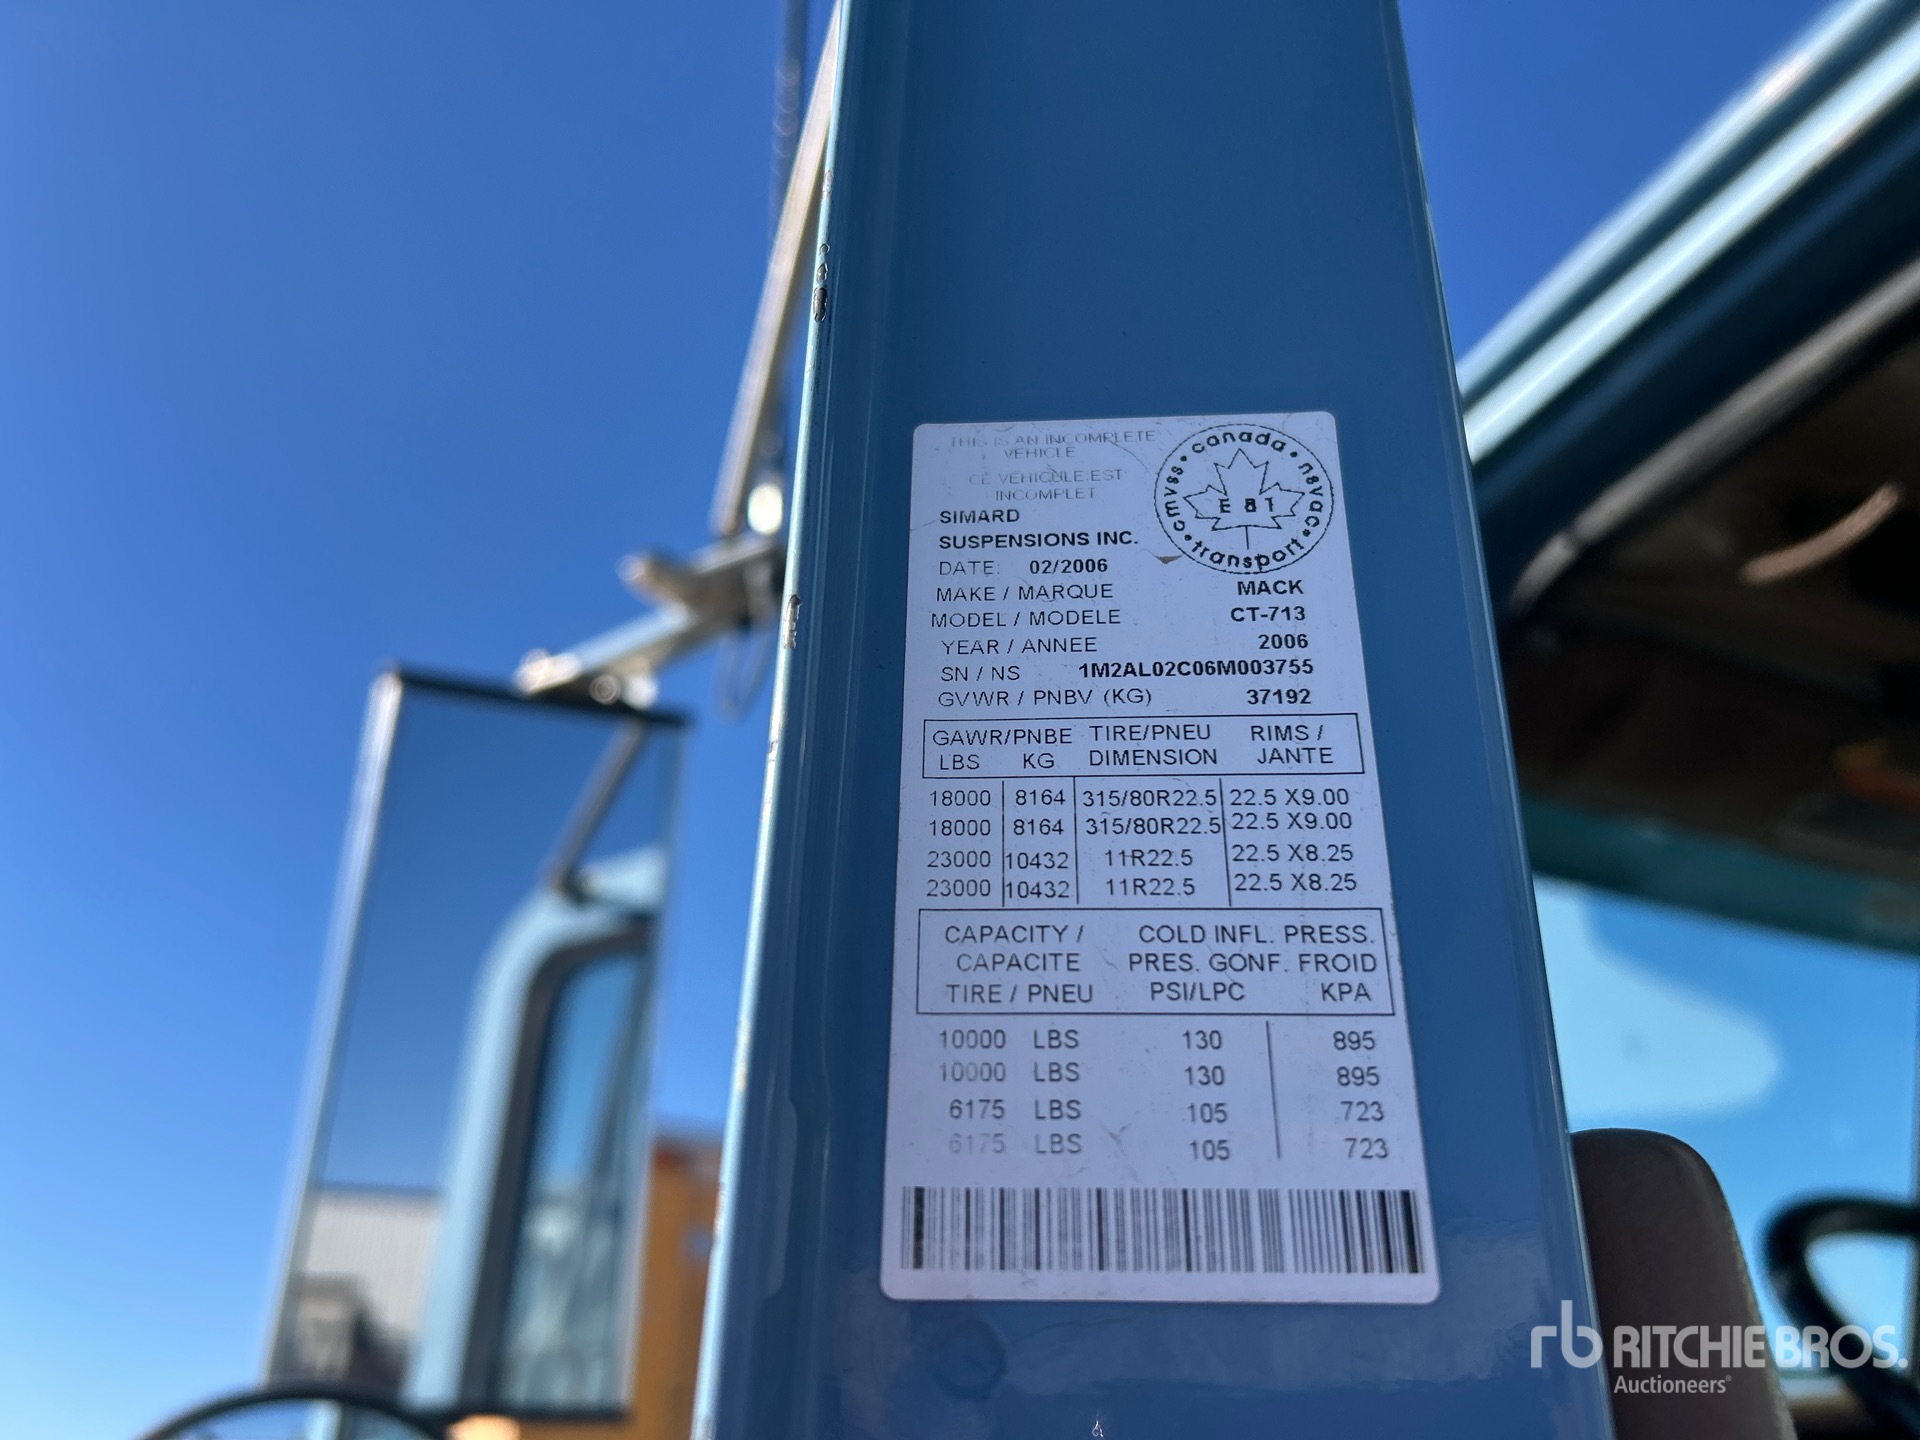 THIS IS AN INCOMPLETE
VEHICLE
CE VEHICULE EST
INCOMPLET
canada • nsvac • transport • cmvss •
E 81
SIMARD
SUSPENSIONS INC.
DATE: 02/2006
MAKE / MARQUE MACK
MODEL / MODELE CT-713
YEAR / ANNEE 2006
SN / NS 1M2AL02C06M003755
GVWR / PNBV (KG) 37192
GAWR/PNBE TIRE/PNEU RIMS /
LBS KG DIMENSION JANTE
18000 8164 315/80R22.5 22.5 X9.00
18000 8164 315/80R22.5 22.5 X9.00
23000 10432 11R22.5 22.5 X8.25
23000 10432 11R22.5 22.5 X8.25
CAPACITY / COLD INFL. PRESS.
CAPACITE PRES. GONF. FROID
TIRE / PNEU PSI/LPC KPA
10000 LBS 130 895
10000 LBS 130 895
6175 LBS 105 723
6175 LBS 105 723
rb RITCHIE BROS.
Auctioneers®